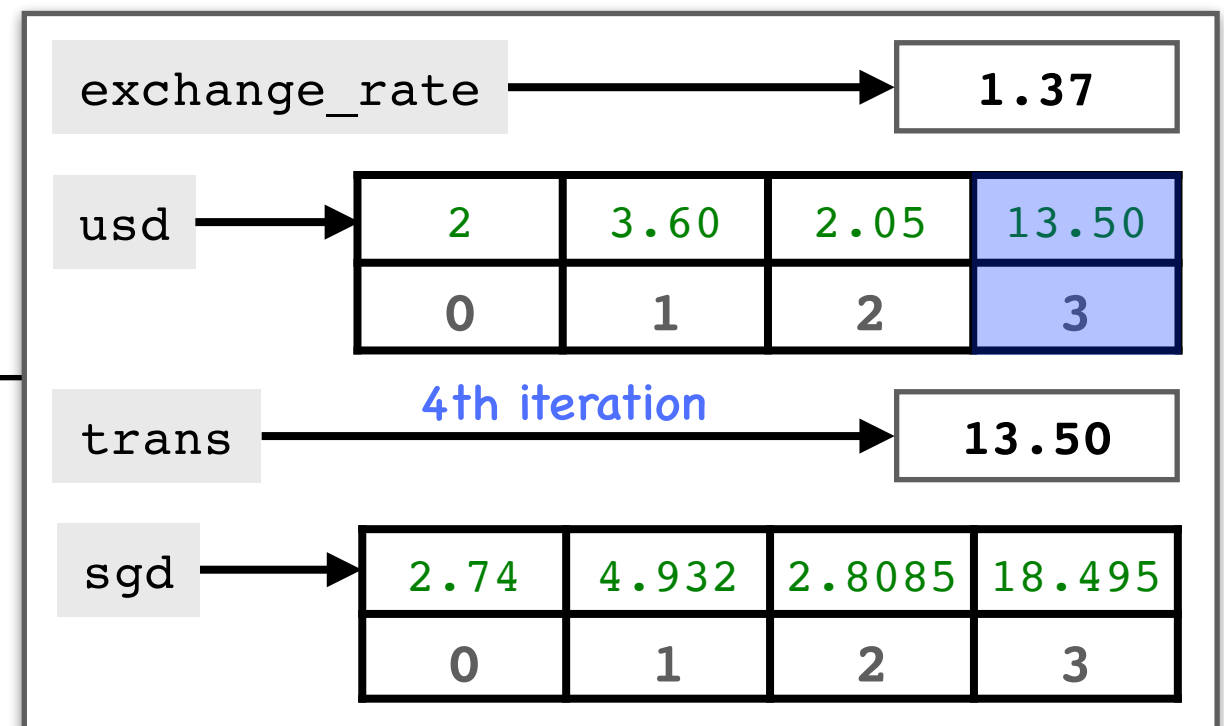 exchange_rate 1.37
usd 2 3.60 2.05 13.50
0 1 2 3
4th iteration
trans 13.50
sgd 2.74 4.932 2.8085 18.495
0 1 2 3